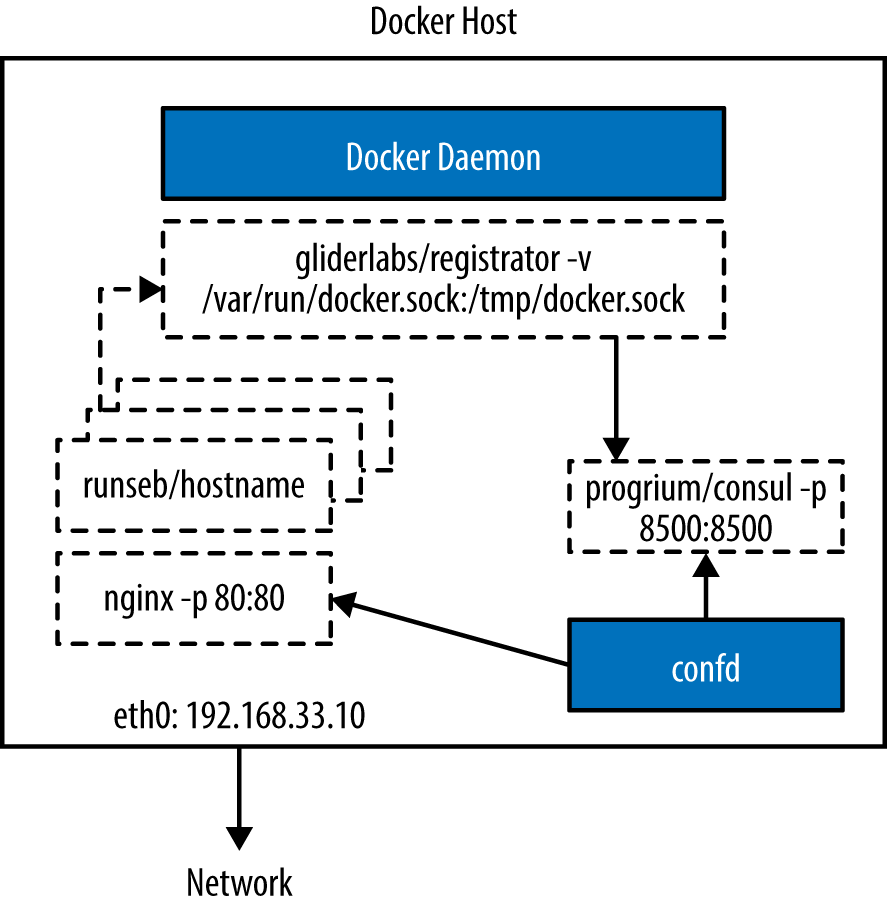 Docker Host
Docker Daemon
gliderlabs/registrator -v
/var/run/docker.sock:/tmp/docker.sock
runseb/hostname
progrium/consul -p
8500:8500
nginx -p 80:80
confd
eth0: 192.168.33.10
Network